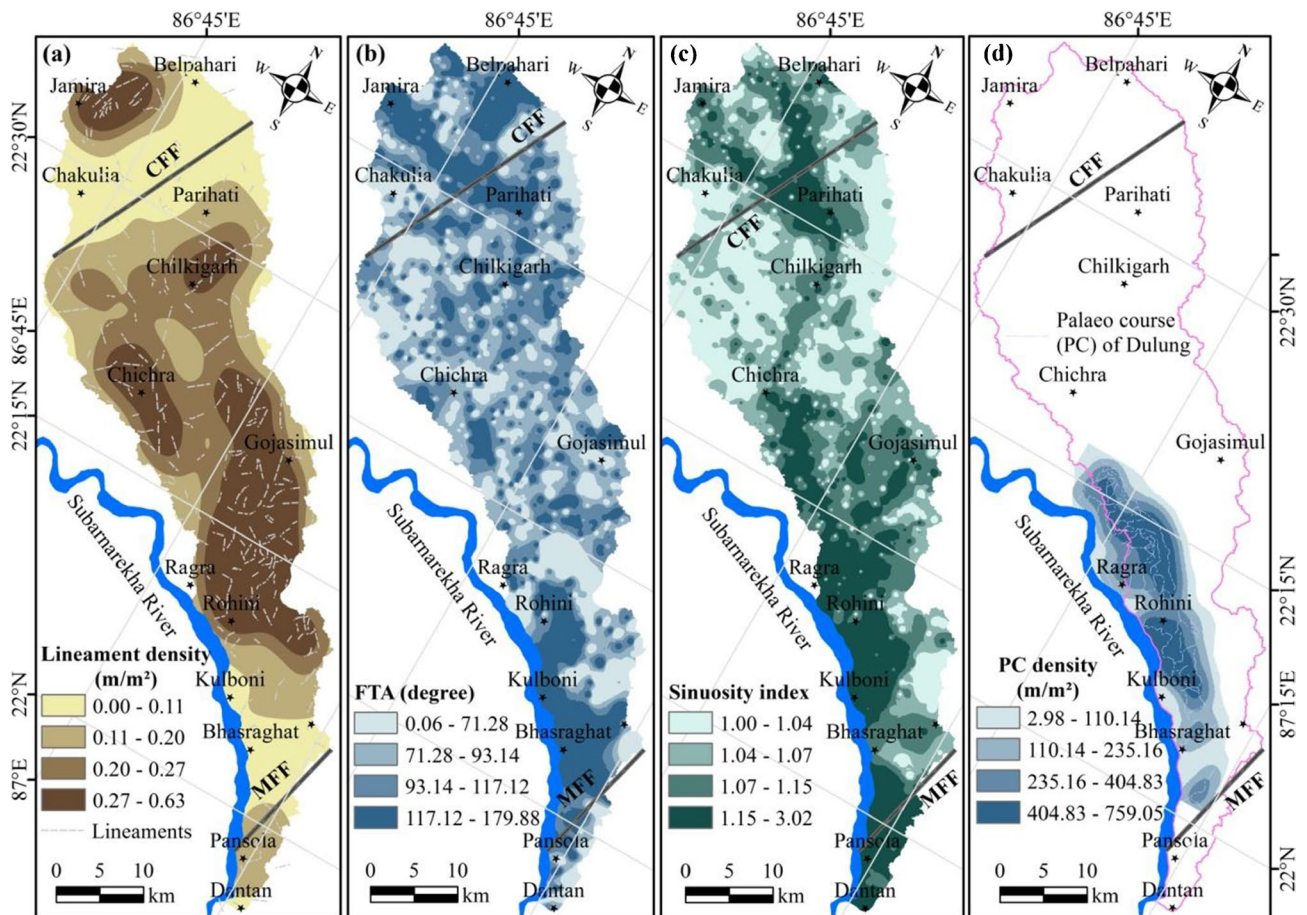 86°45'E
86°45'E
86°45'E
86°45'E
(a)
Belpahari
N
W
E
S
Jamira
22°30'N
CFF
Chakulia
Parihati
Chilkigarh
86°45'E
Chichra
22°15'N
Gojasimul
Subarnarekha River
Ragra
Rohini
Lineament density
(m/m²)
Kulboni
22°N
0.00 - 0.11
Bhasraghat
0.11 - 0.20
0.20 - 0.27
MFF
87°E
0.27 - 0.63
Lineaments
Pansola
0 5 10
km
Dantan
(b)
Belpahari
N
W
E
S
Jamira
CFF
Chakulia
Parihati
Chilkigarh
Chichra
Gojasimul
Subarnarekha River
Ragra
Rohini
FTA (degree)
Kulboni
0.06 - 71.28
Bhasraghat
71.28 - 93.14
93.14 - 117.12
MFF
117.12 - 179.88
Pansola
0 5 10
km
Dantan
(c)
Belpahari
N
W
E
S
Jamira
Chakulia
Parihati
CFF
Chilkigarh
Chichra
Gojasimul
Subarnarekha River
Ragra
Rohini
Sinuosity index
Kulboni
1.00 - 1.04
Bhasraghat
1.04 - 1.07
1.07 - 1.15
MFF
1.15 - 3.02
Pansola
0 5 10
km
Dantan
(d)
Belpahari
N
W
E
S
Jamira
CFF
Chakulia
Parihati
Chilkigarh
22°30'N
Palaeo course
(PC) of Dulung
Chichra
Gojasimul
Subarnarekha River
Ragra
22°15'N
Rohini
PC density
(m/m²)
Kulboni
87°15'E
2.98 - 110.14
Bhasraghat
110.14 - 235.16
235.16 - 404.83
MFF
404.83 - 759.05
Pansola
22°N
0 5 10
km
Dantan